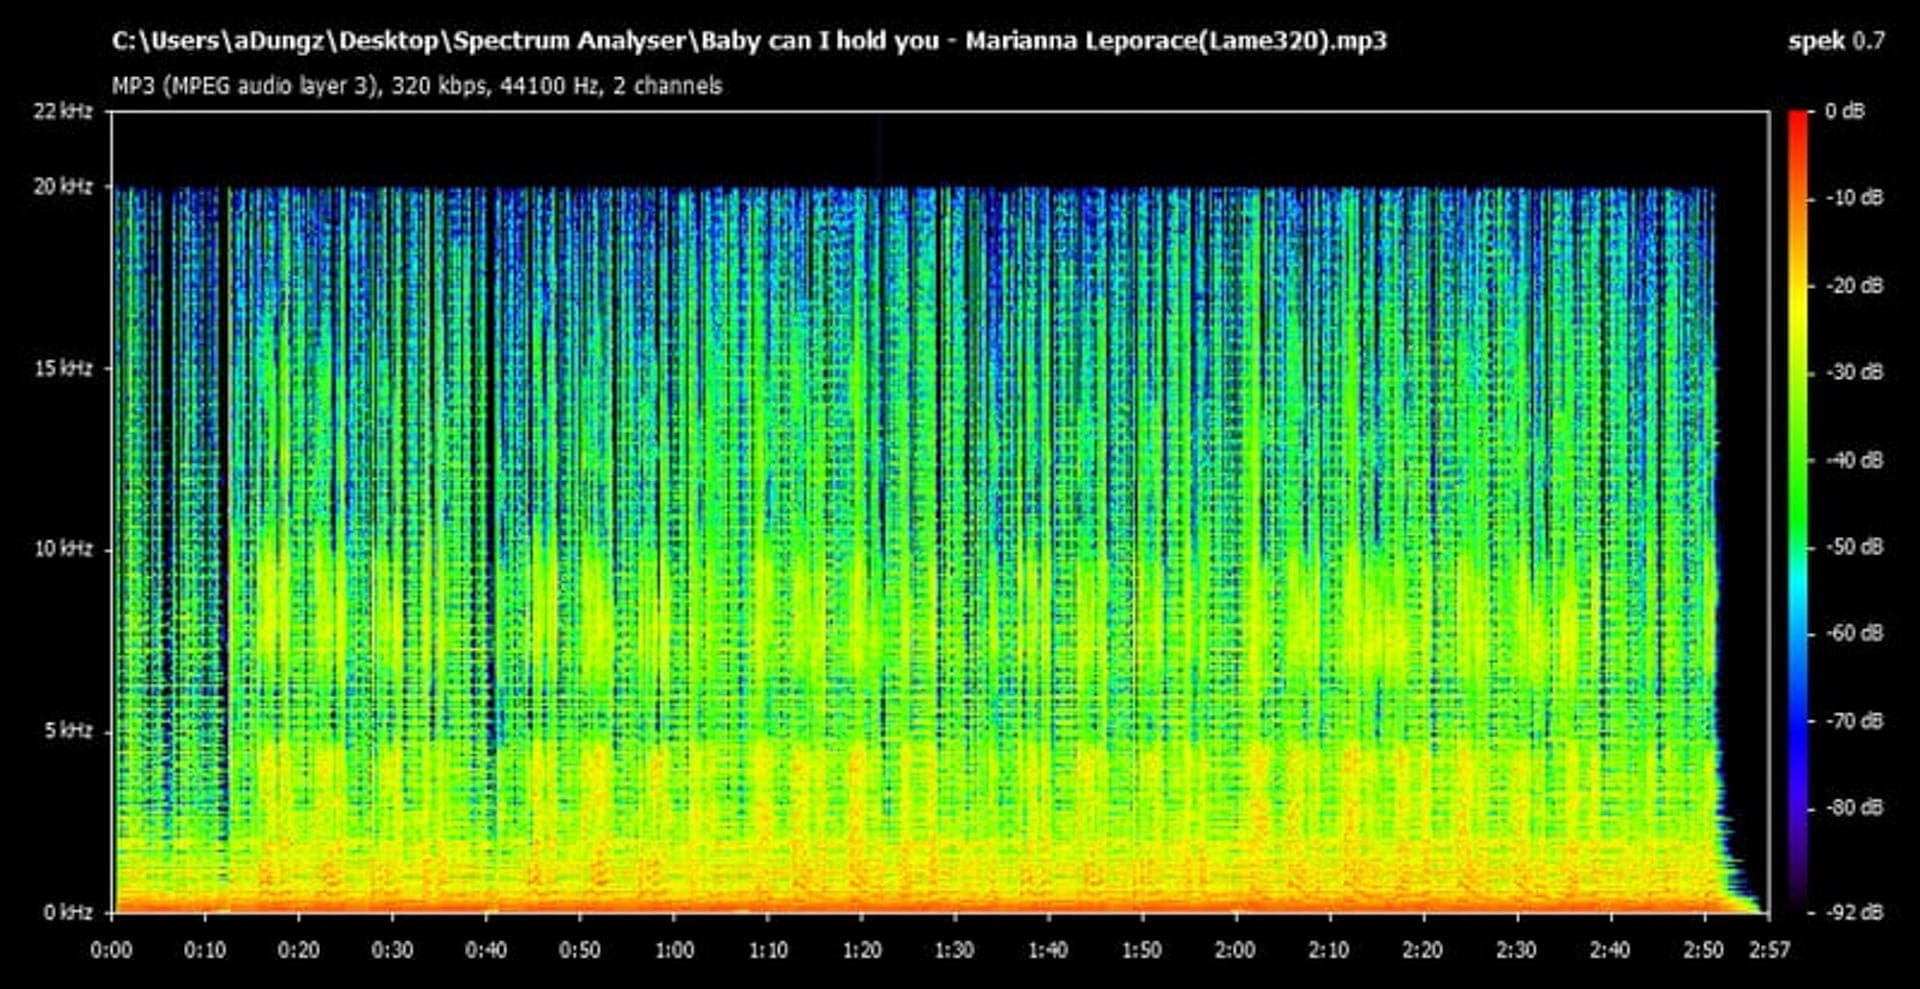 C:\Users\aDungz\Desktop\Spectrum Analyser\Baby can I hold you - Marianna Leporace(Lame320).mp3
spek 0.7
MP3 (MPEG audio layer 3), 320 kbps, 44100 Hz, 2 channels
22 kHz
20 kHz
15 kHz
10 kHz
5 kHz
0 kHz
0 dB
-10 dB
-20 dB
-30 dB
-40 dB
-50 dB
-60 dB
-70 dB
-80 dB
-92 dB
0:00 0:10 0:20 0:30 0:40 0:50 1:00 1:10 1:20 1:30 1:40 1:50 2:00 2:10 2:20 2:30 2:40 2:50 2:57